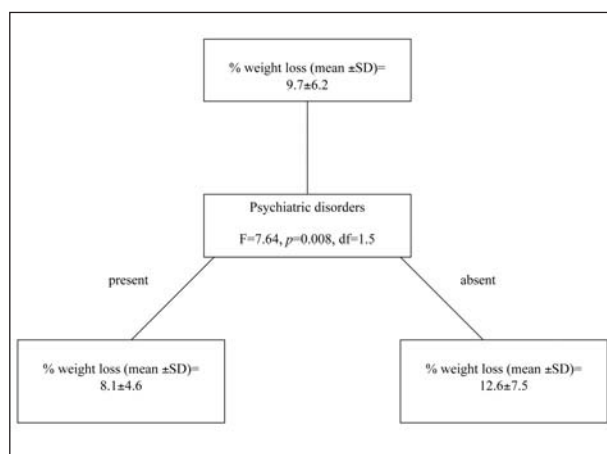 % weight loss (mean ±SD)=
9.7±6.2
Psychiatric disorders
F=7.64, p=0.008, df=1.5
present
absent
% weight loss (mean ±SD)=
8.1±4.6
% weight loss (mean ±SD)=
12.6±7.5